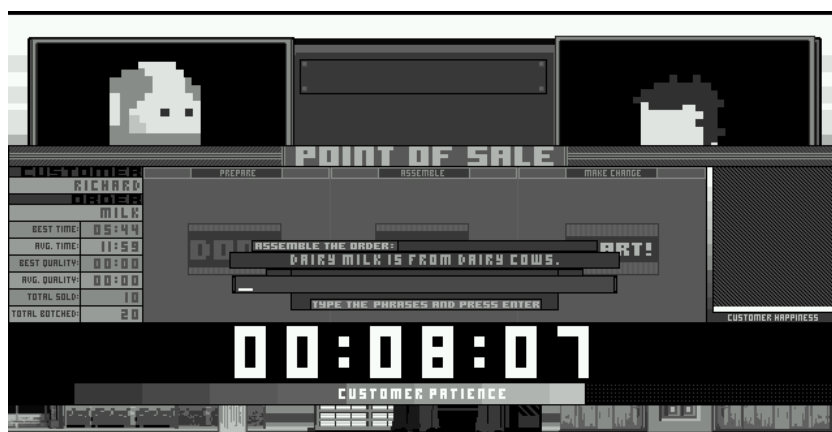 POINT OF SALE
CUSTOMER
RICHARD
ORDER
MILK
BEST TIME: 05:44
AVG. TIME: 11:59
BEST QUALITY: 00:00
AVG. QUALITY: 00:00
TOTAL SOLD: 10
TOTAL BOTCHED: 20
PREPARE
ASSEMBLE
MAKE CHANGE
ART!
ASSEMBLE THE ORDER:
DAIRY MILK IS FROM DAIRY COWS.
TYPE THE PHRASES AND PRESS ENTER
CUSTOMER HAPPINESS
00:08:07
CUSTOMER PATIENCE